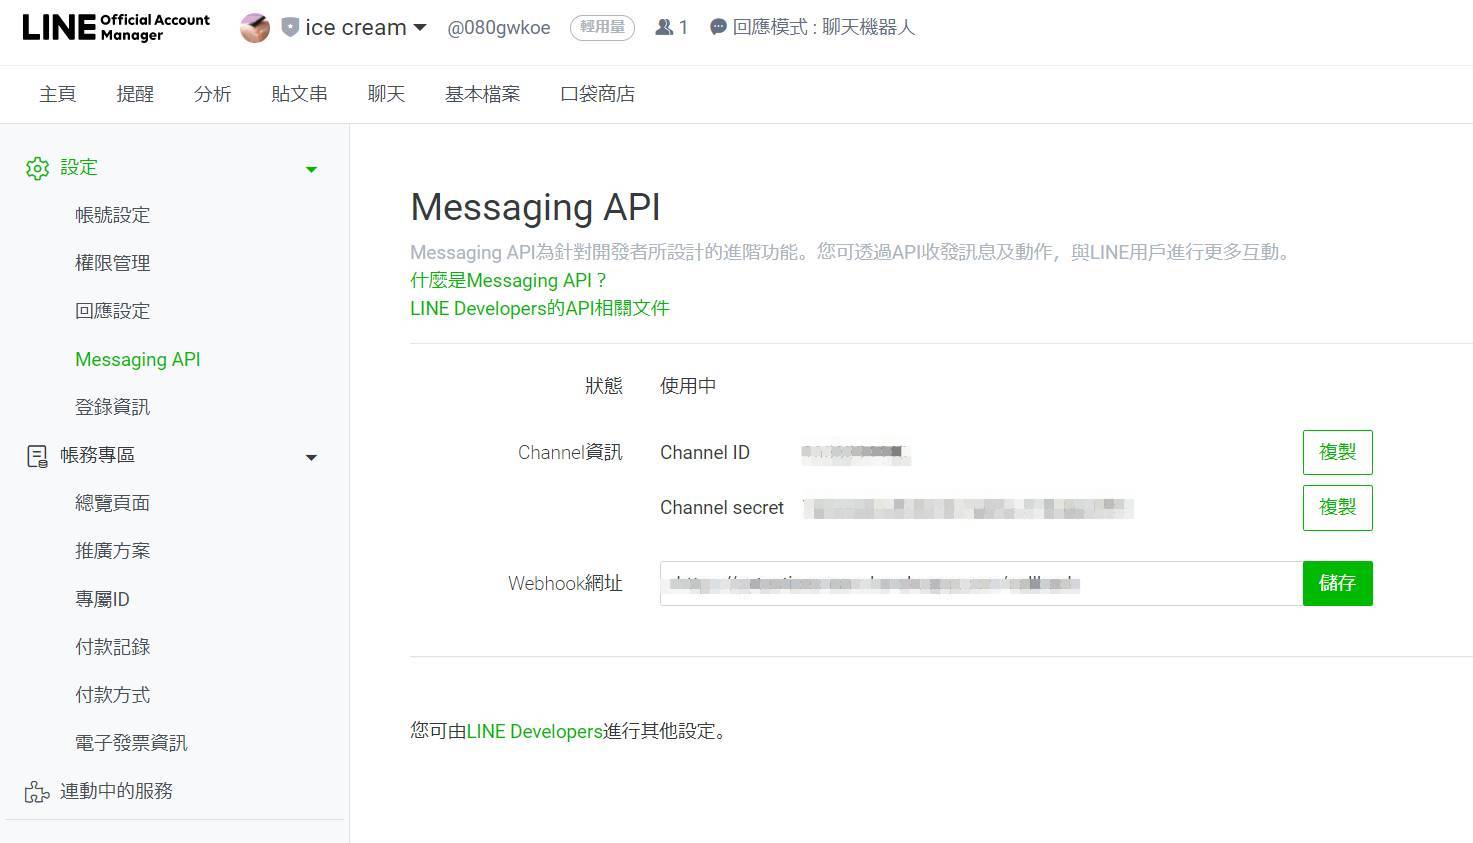 LINE Official Account Manager
ice cream @080gwkoe 輕用量 1 回應模式 : 聊天機器人
主頁 提醒 分析 貼文串 聊天 基本檔案 口袋商店
設定
帳號設定
權限管理
回應設定
Messaging API
登錄資訊
帳務專區
總覽頁面
推廣方案
專屬ID
付款記錄
付款方式
電子發票資訊
連動中的服務
Messaging API
Messaging API為針對開發者所設計的進階功能。您可透過API收發訊息及動作，與LINE用戶進行更多互動。
什麼是Messaging API？
LINE Developers的API相關文件
狀態 使用中
Channel資訊 Channel ID 複製
Channel secret 複製
Webhook網址 儲存
您可由LINE Developers進行其他設定。